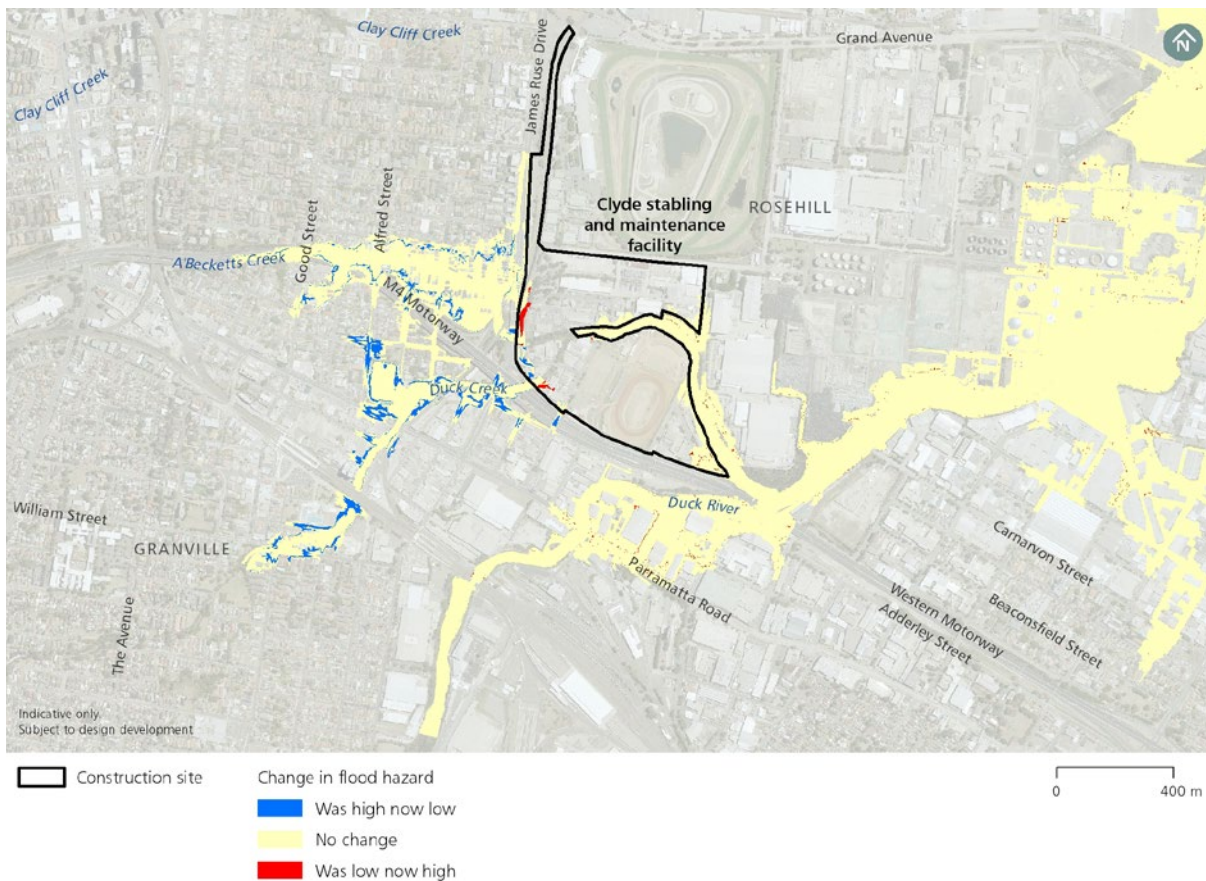 Clay Cliff Creek
Grand Avenue
N
Clay Cliff Creek
James Ruse Drive
Alfred Street
Good Street
Clyde stabling
and maintenance
facility
ROSEHILL
A'Becketts Creek
M4 Motorway
Duck Creek
William Street
GRANVILLE
Duck River
Parramatta Road
Carnarvon Street
Beaconsfield Street
Western Motorway
Adderley Street
The Avenue
Indicative only.
Subject to design development
Construction site
Change in flood hazard
Was high now low
No change
Was low now high
0 400 m